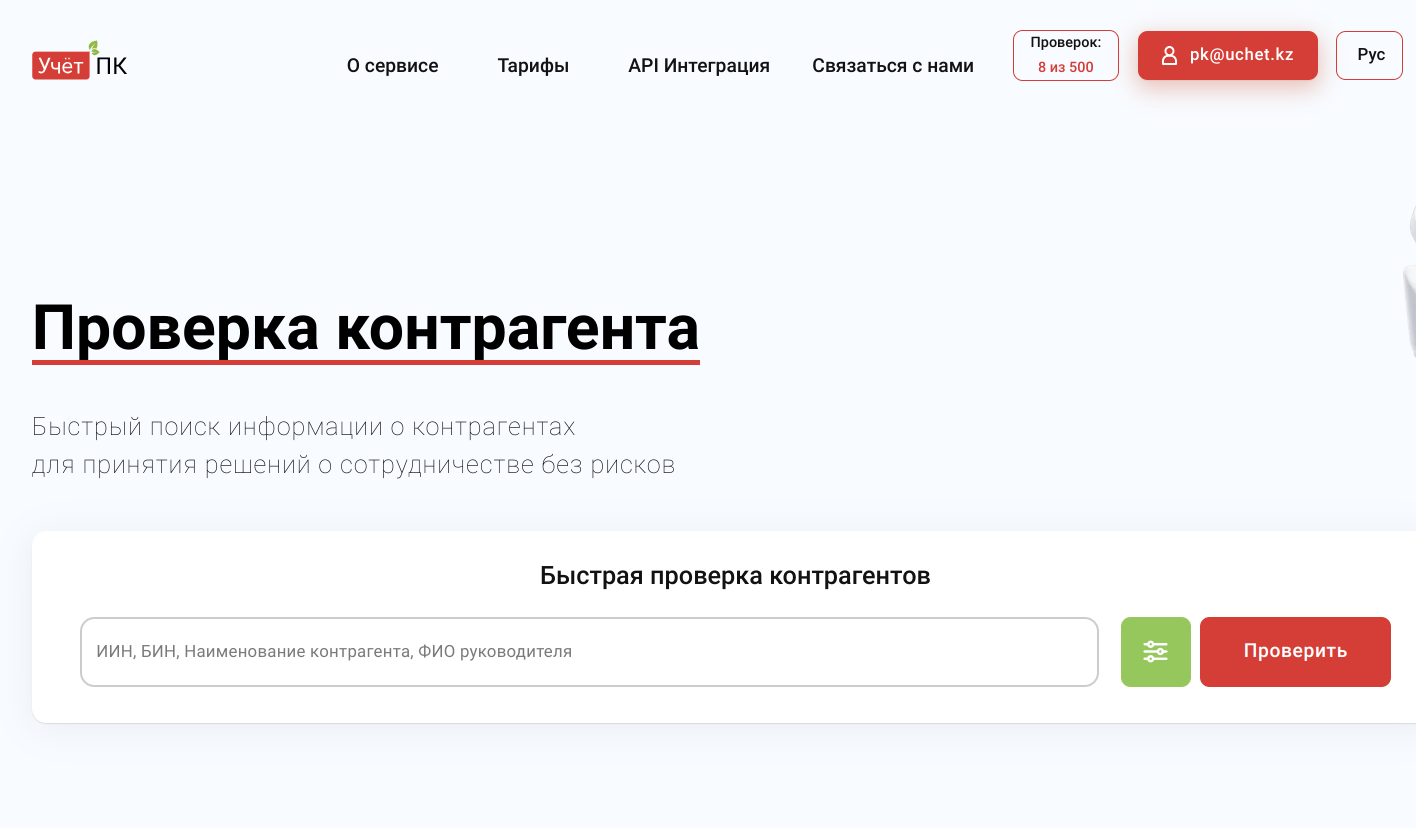 Учёт ПК
О сервисе
Тарифы
API Интеграция
Связаться с нами
Проверок:
8 из 500
pk@uchet.kz
Рус
Проверка контрагента
Быстрый поиск информации о контрагентах
для принятия решений о сотрудничестве без рисков
Быстрая проверка контрагентов
ИИН, БИН, Наименование контрагента, ФИО руководителя
Проверить